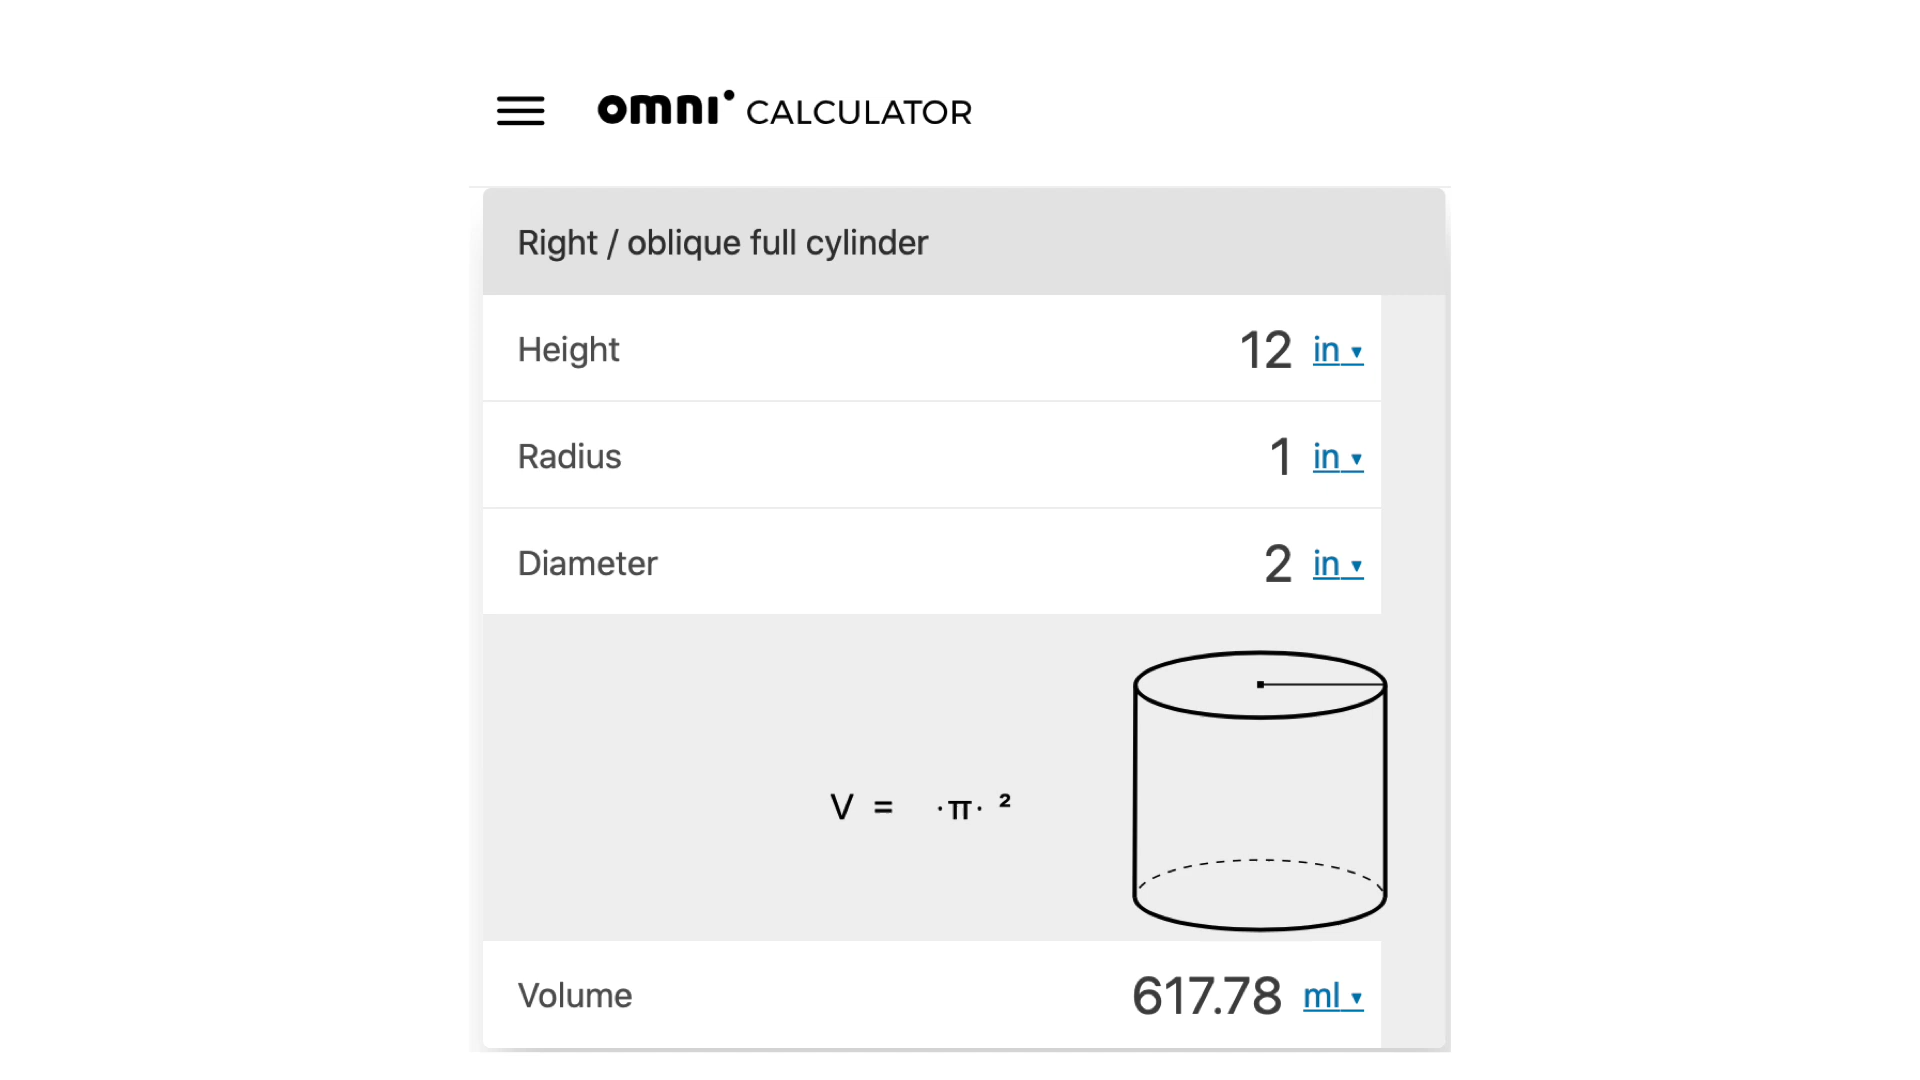 omni CALCULATOR
Right / oblique full cylinder
Height 12 in ▾
Radius 1 in ▾
Diameter 2 in ▾
V = ·π· ²
Volume 617.78 ml ▾